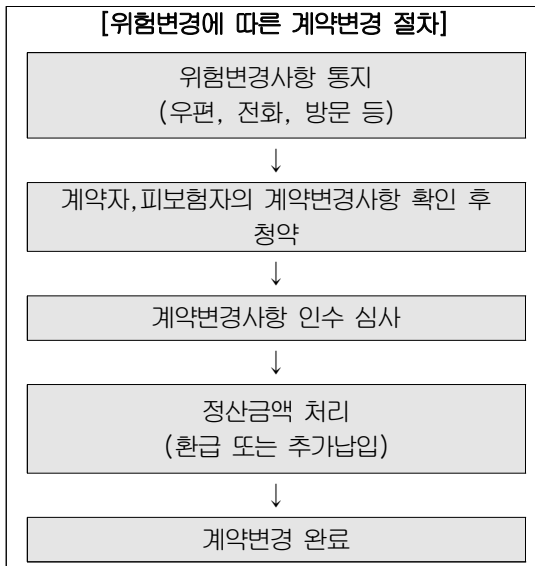 [위험변경에 따른 계약변경 절차]
위험변경사항 통지
(우편, 전화, 방문 등)
↓
계약자,피보험자의 계약변경사항 확인 후
청약
↓
계약변경사항 인수 심사
↓
정산금액 처리
(환급 또는 추가납입)
↓
계약변경 완료